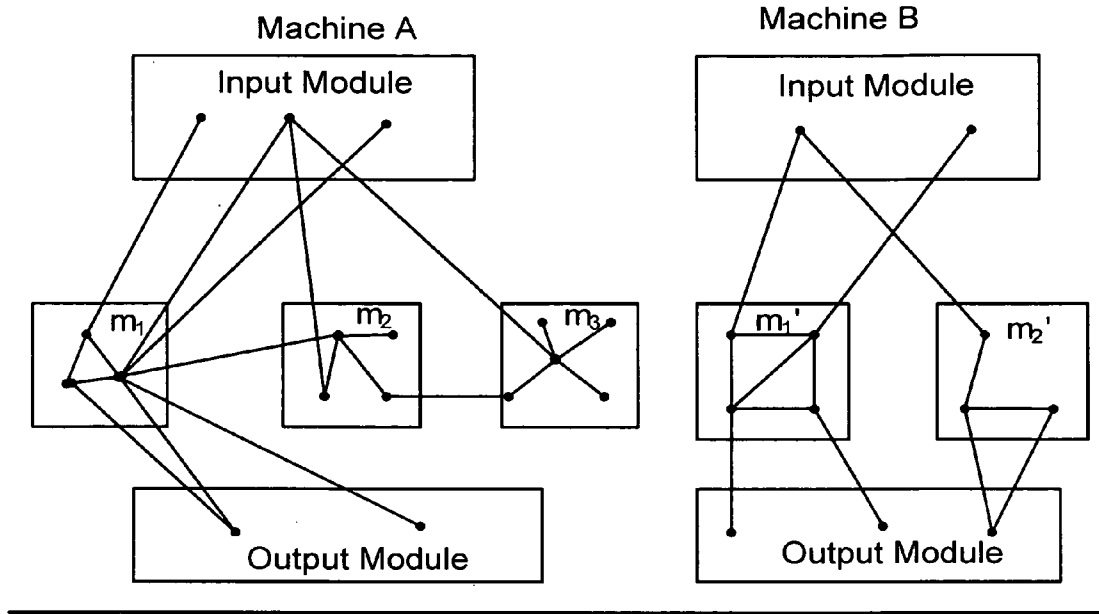 Machine A
Input Module
m₁
m₂
m₃
Output Module
Machine B
Input Module
m₁'
m₂'
Output Module